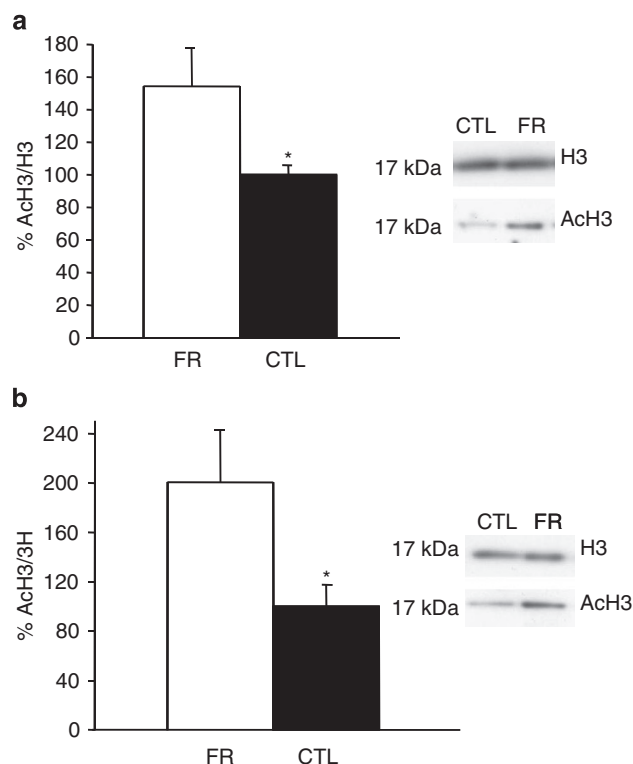 a
180
160
140
120
100
80
60
40
20
0
% AcH3/H3
*
FR CTL
CTL FR
17 kDa H3
17 kDa AcH3
b
240
200
160
120
80
40
0
% AcH3/3H
*
FR CTL
CTL FR
17 kDa H3
17 kDa AcH3